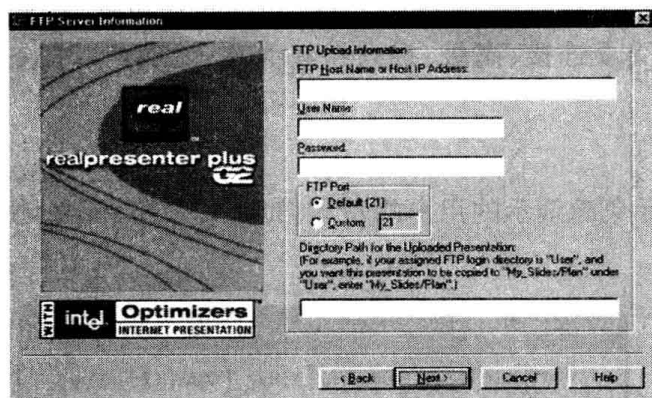 FTP Server Information
real
realpresenter plus
G2
WITH
intel
Optimizers
INTERNET PRESENTATION
FTP Upload Information
FTP Host Name or Host IP Address:
User Name:
Password:
FTP Port
Default (21)
Custom: 21
Directory Path for the Uploaded Presentation:
(For example, if your assigned FTP login directory is "User", and
you want this presentation to be copied to "My_Slides/Plan" under
"User", enter "My_Slides/Plan".)
< Back
Next >
Cancel
Help